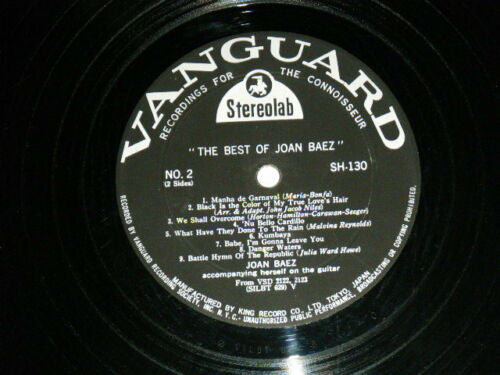 VANGUARD
RECORDINGS FOR THE CONNOISSEUR
Stereolab
"THE BEST OF JOAN BAEZ"
NO. 2
(2 Sides)
SH-130
1. Manha de Carnaval (Maria-Bonfa)
2. Black is the Color of My True Love's Hair
(Arr. & Adapt. John Jacob Niles)
3. We Shall Overcome (Horton-Hamilton-Carawan-Seeger)
4. Nu Bello Cardillo
5. What Have They Done To The Rain (Malvina Reynolds)
6. Kumbaya
7. Babe, I'm Gonna Leave You
8. Danger Waters
9. Battle Hymn Of The Republic (Julia Ward Howe)
JOAN BAEZ
accompanying herself on the guitar
From VSD 2122, 2123
(SILBT 629) V
RECORDED BY VANGUARD RECORDING SOCIETY, INC. N.Y.C.
MANUFACTURED BY KING RECORD CO., LTD. TOKYO, JAPAN.
UNAUTHORIZED PUBLIC PERFORMANCE, BROADCASTING OR COPYING PROHIBITED.